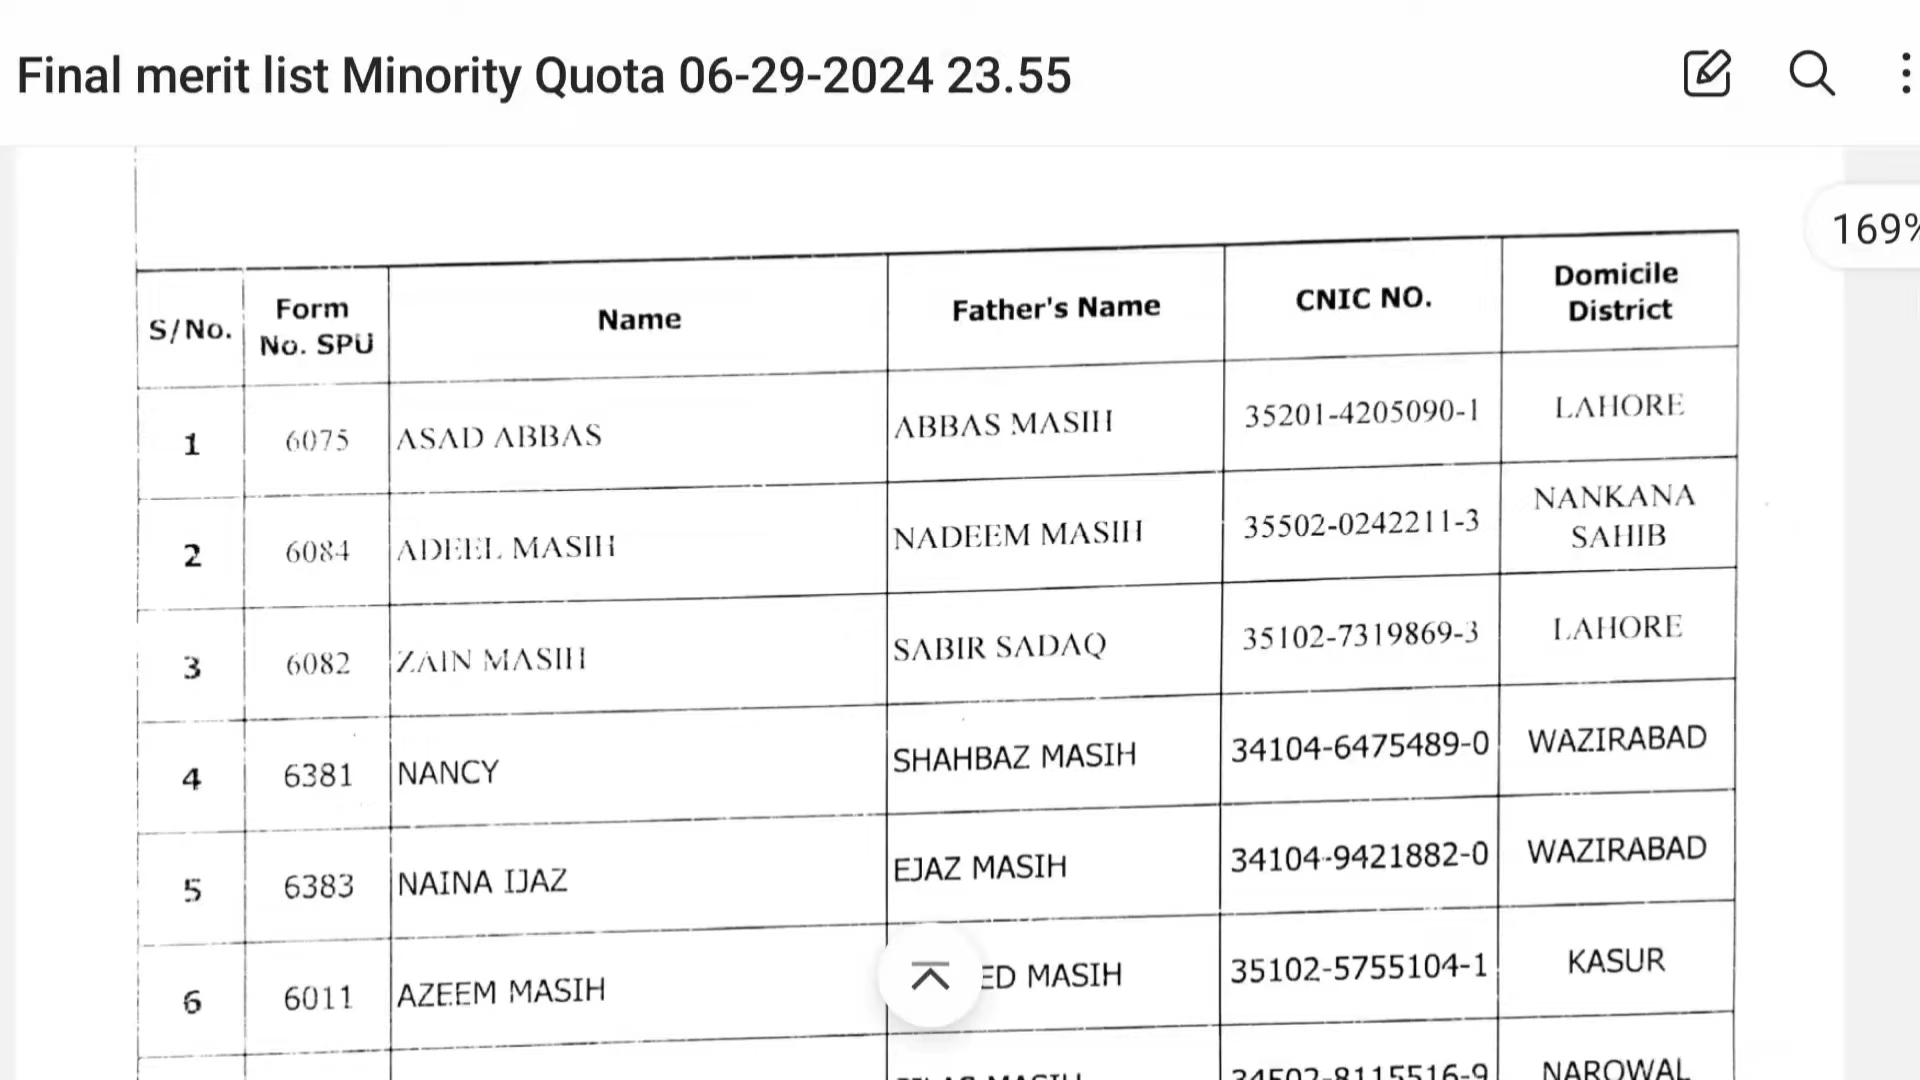 Final merit list Minority Quota 06-29-2024 23.55
169%
S/No. Form No. SPU Name Father's Name CNIC NO. Domicile District
1 6075 ASAD ABBAS ABBAS MASIH 35201-4205090-1 LAHORE
2 6084 ADEEL MASIH NADEEM MASIH 35502-0242211-3 NANKANA SAHIB
3 6082 ZAIN MASIH SABIR SADAQ 35102-7319869-3 LAHORE
4 6381 NANCY SHAHBAZ MASIH 34104-6475489-0 WAZIRABAD
5 6383 NAINA IJAZ EJAZ MASIH 34104-9421882-0 WAZIRABAD
6 6011 AZEEM MASIH MASIH 35102-5755104-1 KASUR
MASIH 34502-8115516-9 NAROWAL